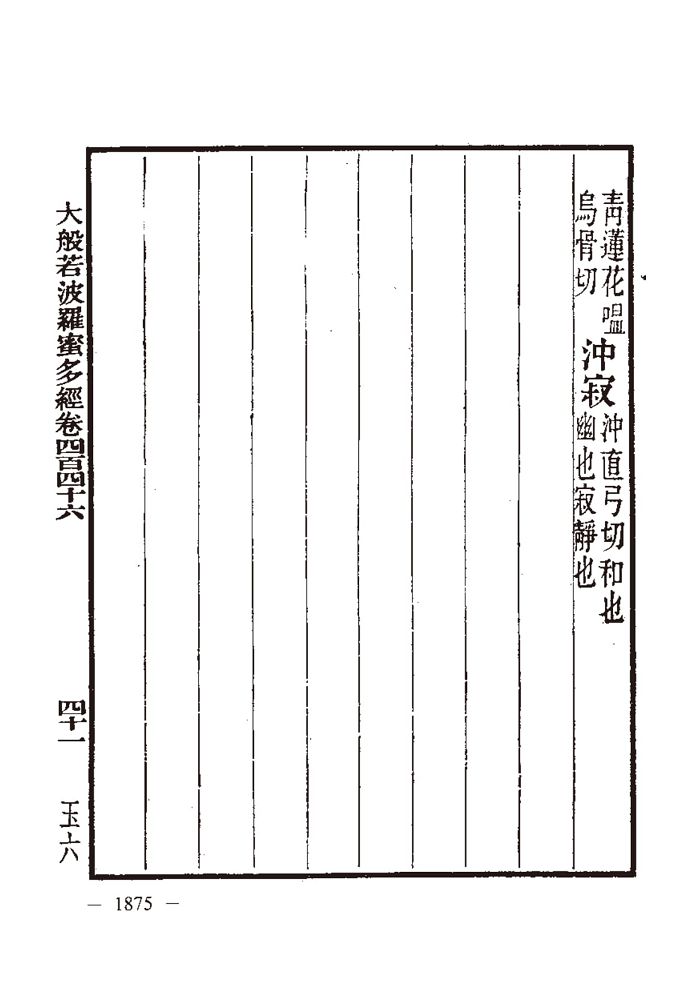 青蓮花嗢
烏骨切
沖寂
沖直弓切和也
幽也寂靜也
大般若波羅蜜多經卷四百四十六
四十一
玉六
— 1875 —